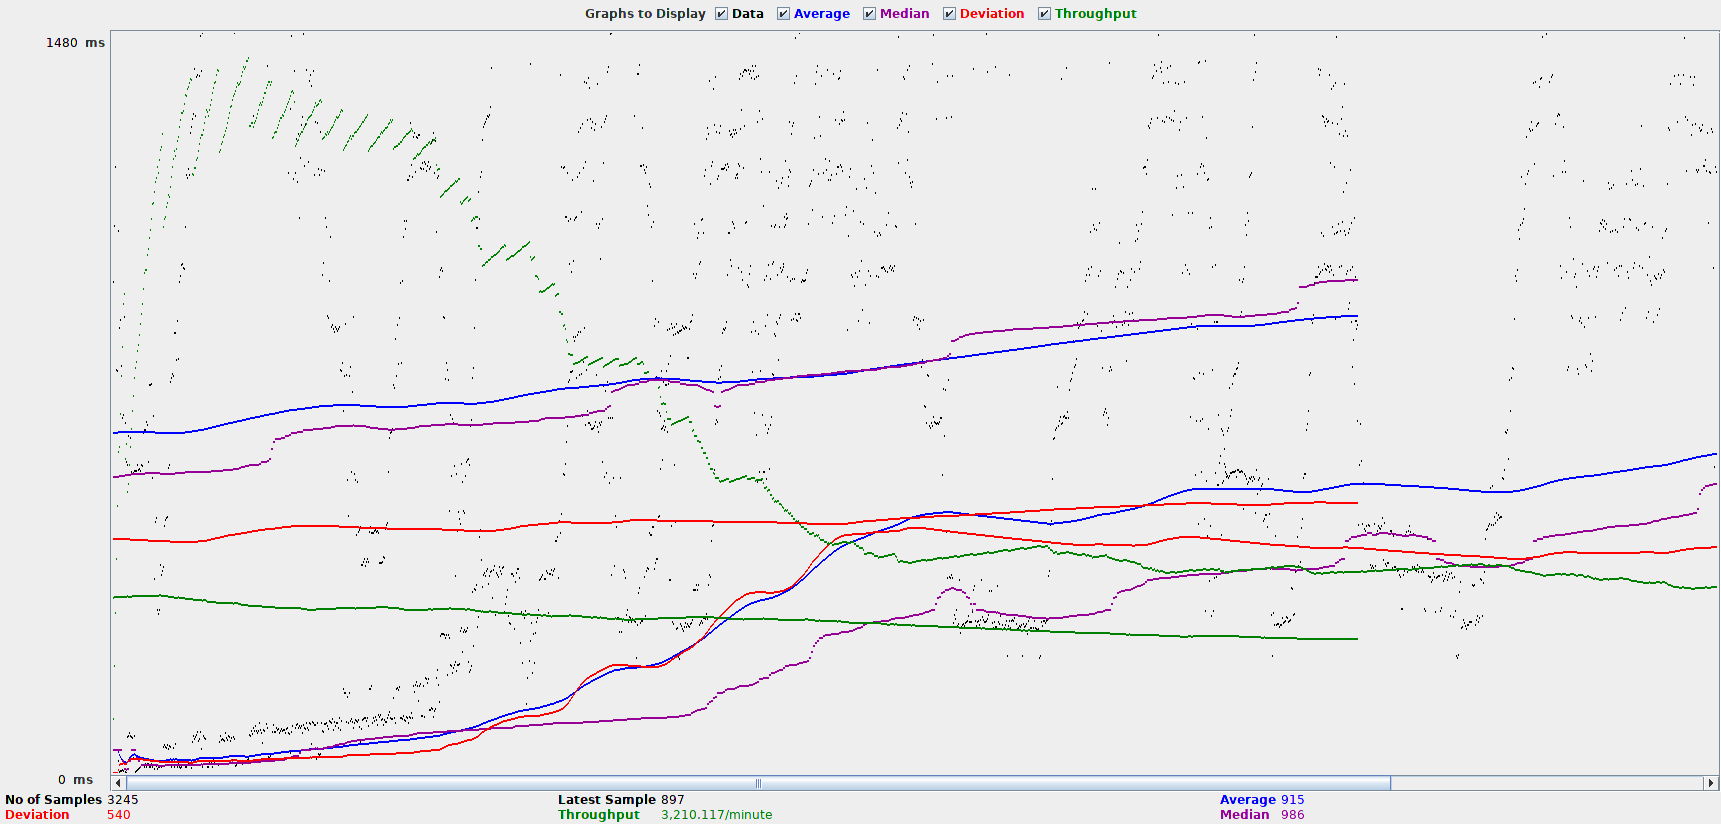 Graphs to Display Data Average Median Deviation Throughput
1480 ms
0 ms
No of Samples 3245 Latest Sample 897 Average 915
Deviation 540 Throughput 3,210.117/minute Median 986